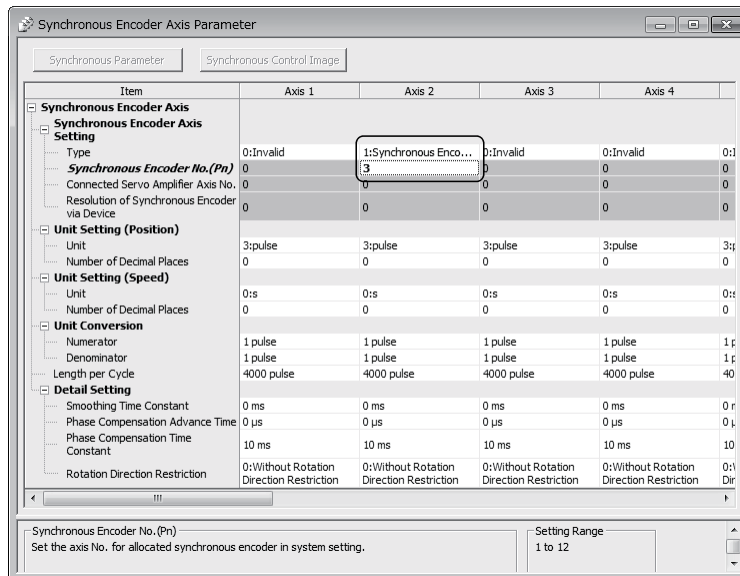 Synchronous Encoder Axis Parameter
Synchronous Parameter Synchronous Control Image
Item Axis 1 Axis 2 Axis 3 Axis 4
Synchronous Encoder Axis
Synchronous Encoder Axis
Setting
Type 0:Invalid 1:Synchronous Enco... 0:Invalid 0:Invalid
Synchronous Encoder No.(Pn) 0 3 0 0 0
Connected Servo Amplifier Axis No. 0 0 0 0 0
Resolution of Synchronous Encoder
via Device 0 0 0 0 0
Unit Setting (Position)
Unit 3:pulse 3:pulse 3:pulse 3:pulse
Number of Decimal Places 0 0 0 0 0
Unit Setting (Speed)
Unit 0:s 0:s 0:s 0:s
Number of Decimal Places 0 0 0 0 0
Unit Conversion
Numerator 1 pulse 1 pulse 1 pulse 1 pulse
Denominator 1 pulse 1 pulse 1 pulse 1 pulse
Length per Cycle 4000 pulse 4000 pulse 4000 pulse 4000 pulse
Detail Setting
Smoothing Time Constant 0 ms 0 ms 0 ms 0 ms
Phase Compensation Advance Time 0 µs 0 µs 0 µs 0 µs
Phase Compensation Time
Constant 10 ms 10 ms 10 ms 10 ms
Rotation Direction Restriction 0:Without Rotation 0:Without Rotation 0:Without Rotation 0:Without Rotation
Direction Restriction Direction Restriction Direction Restriction Direction Restriction
Synchronous Encoder No.(Pn) Setting Range
Set the axis No. for allocated synchronous encoder in system setting. 1 to 12